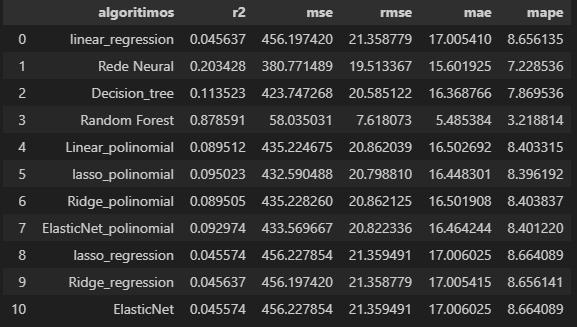 algoritimos r2 mse rmse mae mape
0 linear_regression 0.045637 456.197420 21.358779 17.005410 8.656135
1 Rede Neural 0.203428 380.771489 19.513367 15.601925 7.228536
2 Decision_tree 0.113523 423.747268 20.585122 16.368766 7.869536
3 Random Forest 0.878591 58.035031 7.618073 5.485384 3.218814
4 Linear_polinomial 0.089512 435.224675 20.862039 16.502692 8.403315
5 lasso_polinomial 0.095023 432.590488 20.798810 16.448301 8.396192
6 Ridge_polinomial 0.089505 435.228260 20.862125 16.501908 8.403837
7 ElasticNet_polinomial 0.092974 433.569667 20.822336 16.464244 8.401220
8 lasso_regression 0.045574 456.227854 21.359491 17.006025 8.664089
9 Ridge_regression 0.045637 456.197420 21.358779 17.005415 8.656141
10 ElasticNet 0.045574 456.227854 21.359491 17.006025 8.664089